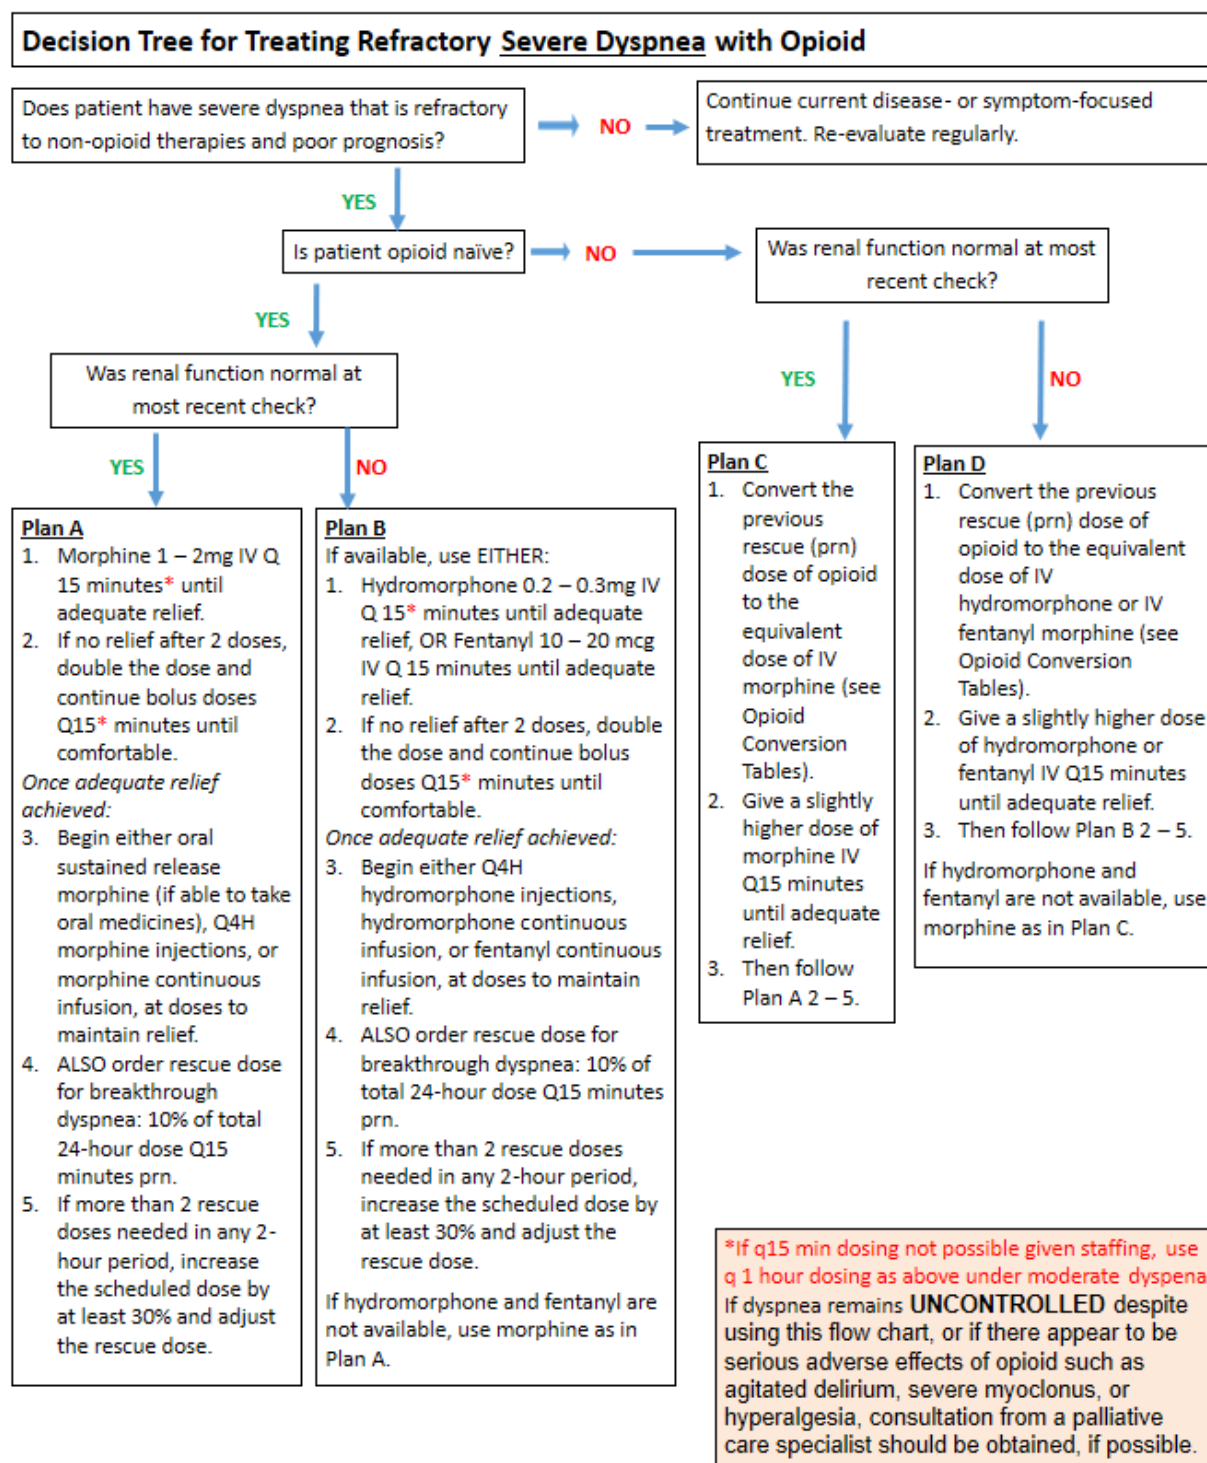 Decision Tree for Treating Refractory Severe Dyspnea with Opioid
Does patient have severe dyspnea that is refractory
to non-opioid therapies and poor prognosis?
NO
Continue current disease- or symptom-focused
treatment. Re-evaluate regularly.
YES
Is patient opioid naïve?
NO
Was renal function normal at most
recent check?
YES
Was renal function normal at
most recent check?
YES
NO
YES
NO
Plan A
1. Morphine 1 – 2mg IV Q
15 minutes* until
adequate relief.
2. If no relief after 2 doses,
double the dose and
continue bolus doses
Q15* minutes until
comfortable.
Once adequate relief
achieved:
3. Begin either oral
sustained release
morphine (if able to take
oral medicines), Q4H
morphine injections, or
morphine continuous
infusion, at doses to
maintain relief.
4. ALSO order rescue dose
for breakthrough
dyspnea: 10% of total
24-hour dose Q15
minutes prn.
5. If more than 2 rescue
doses needed in any 2-
hour period, increase
the scheduled dose by
at least 30% and adjust
the rescue dose.
Plan B
If available, use EITHER:
1. Hydromorphone 0.2 – 0.3mg IV
Q 15* minutes until adequate
relief, OR Fentanyl 10 – 20 mcg
IV Q 15 minutes until adequate
relief.
2. If no relief after 2 doses, double
the dose and continue bolus
doses Q15* minutes until
comfortable.
Once adequate relief achieved:
3. Begin either Q4H
hydromorphone injections,
hydromorphone continuous
infusion, or fentanyl continuous
infusion, at doses to maintain
relief.
4. ALSO order rescue dose for
breakthrough dyspnea: 10% of
total 24-hour dose Q15 minutes
prn.
5. If more than 2 rescue doses
needed in any 2-hour period,
increase the scheduled dose by
at least 30% and adjust the
rescue dose.
If hydromorphone and fentanyl are
not available, use morphine as in
Plan A.
Plan C
1. Convert the
previous
rescue (prn)
dose of opioid
to the
equivalent
dose of IV
morphine (see
Opioid
Conversion
Tables).
2. Give a slightly
higher dose of
morphine IV
Q15 minutes
until adequate
relief.
3. Then follow
Plan A 2 – 5.
Plan D
1. Convert the previous
rescue (prn) dose of
opioid to the equivalent
dose of IV
hydromorphone or IV
fentanyl morphine (see
Opioid Conversion
Tables).
2. Give a slightly higher dose
of hydromorphone or
fentanyl IV Q15 minutes
until adequate relief.
3. Then follow Plan B 2 – 5.
If hydromorphone and
fentanyl are not available, use
morphine as in Plan C.
*If q15 min dosing not possible given staffing, use
q 1 hour dosing as above under moderate dyspena
If dyspnea remains UNCONTROLLED despite
using this flow chart, or if there appear to be
serious adverse effects of opioid such as
agitated delirium, severe myoclonus, or
hyperalgesia, consultation from a palliative
care specialist should be obtained, if possible.